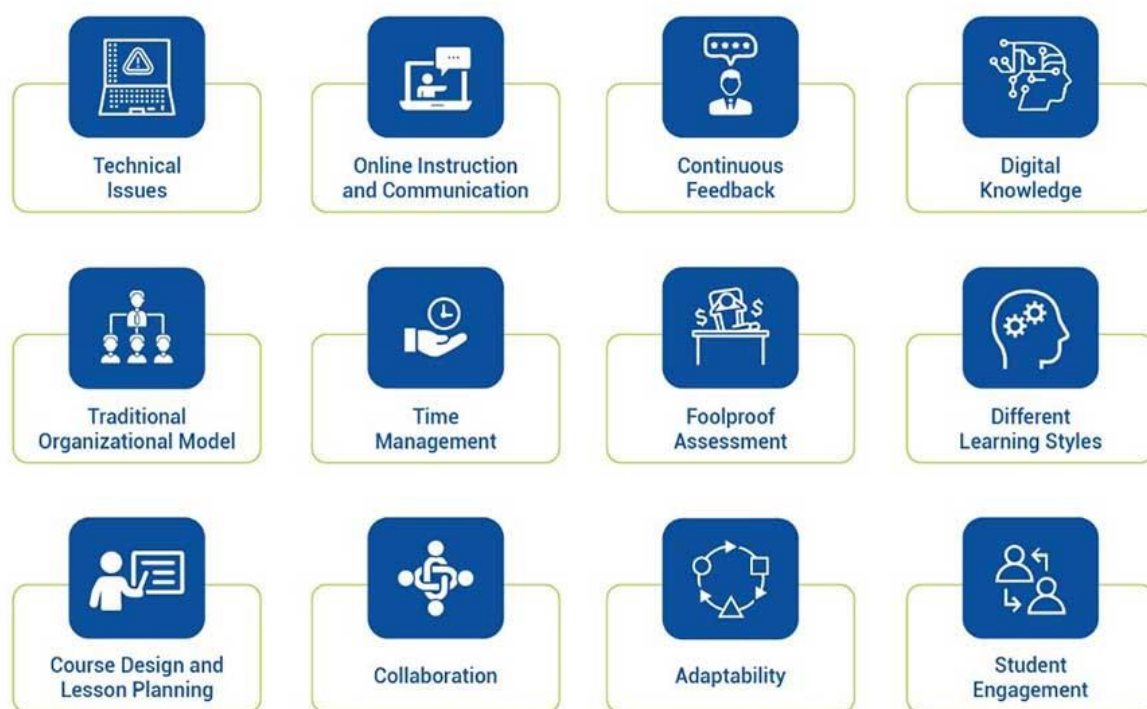 Technical
Issues
Online Instruction
and Communication
Continuous
Feedback
Digital
Knowledge
Traditional
Organizational Model
Time
Management
$ $
Foolproof
Assessment
Different
Learning Styles
Course Design and
Lesson Planning
Collaboration
Adaptability
Student
Engagement